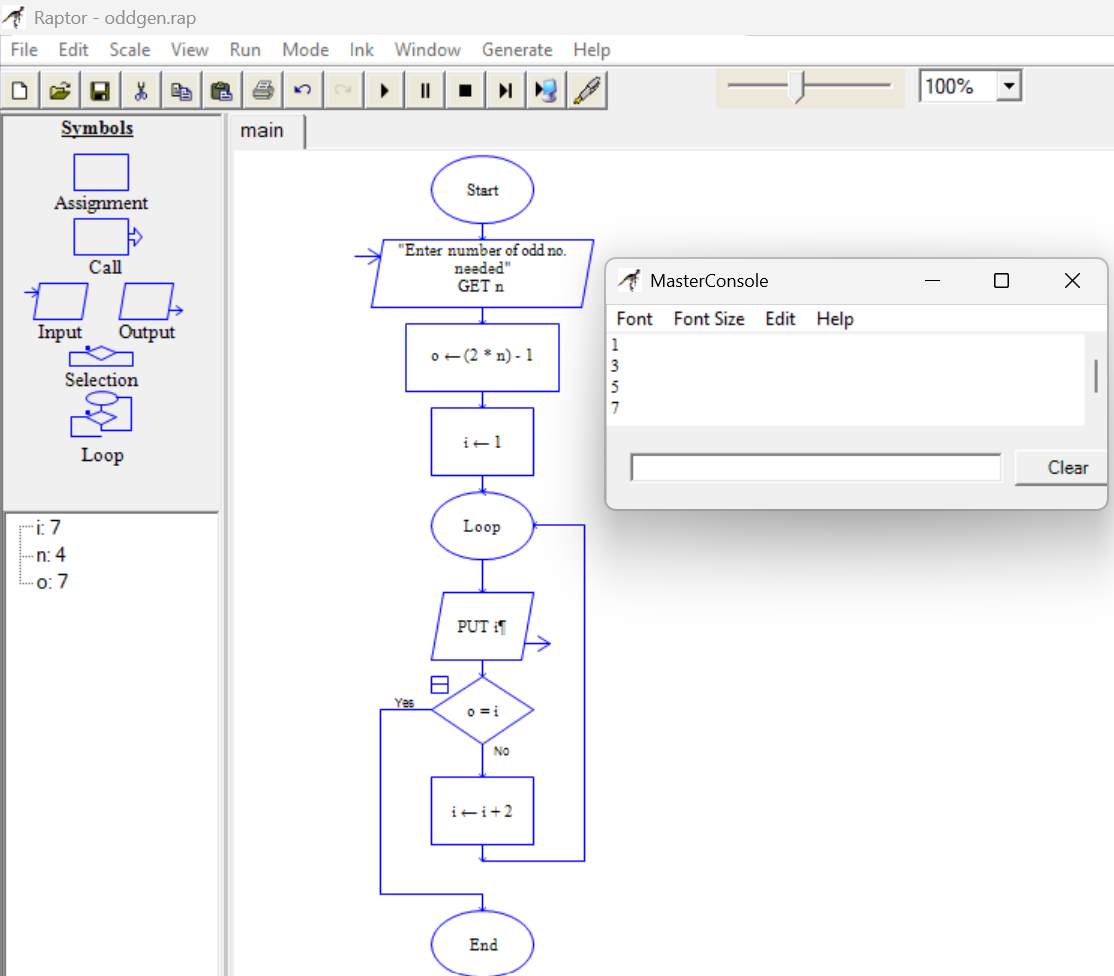 Raptor - oddgen.rap
File Edit Scale View Run Mode Ink Window Generate Help
100%
Symbols
Assignment
Call
Input Output
Selection
Loop
i: 7
n: 4
o: 7
main
Start
"Enter number of odd no.
needed"
GET n
o ← (2 * n) - 1
i ← 1
Loop
PUT i¶
Yes
o = i
No
i ← i + 2
End
MasterConsole
Font Font Size Edit Help
1
3
5
7
Clear